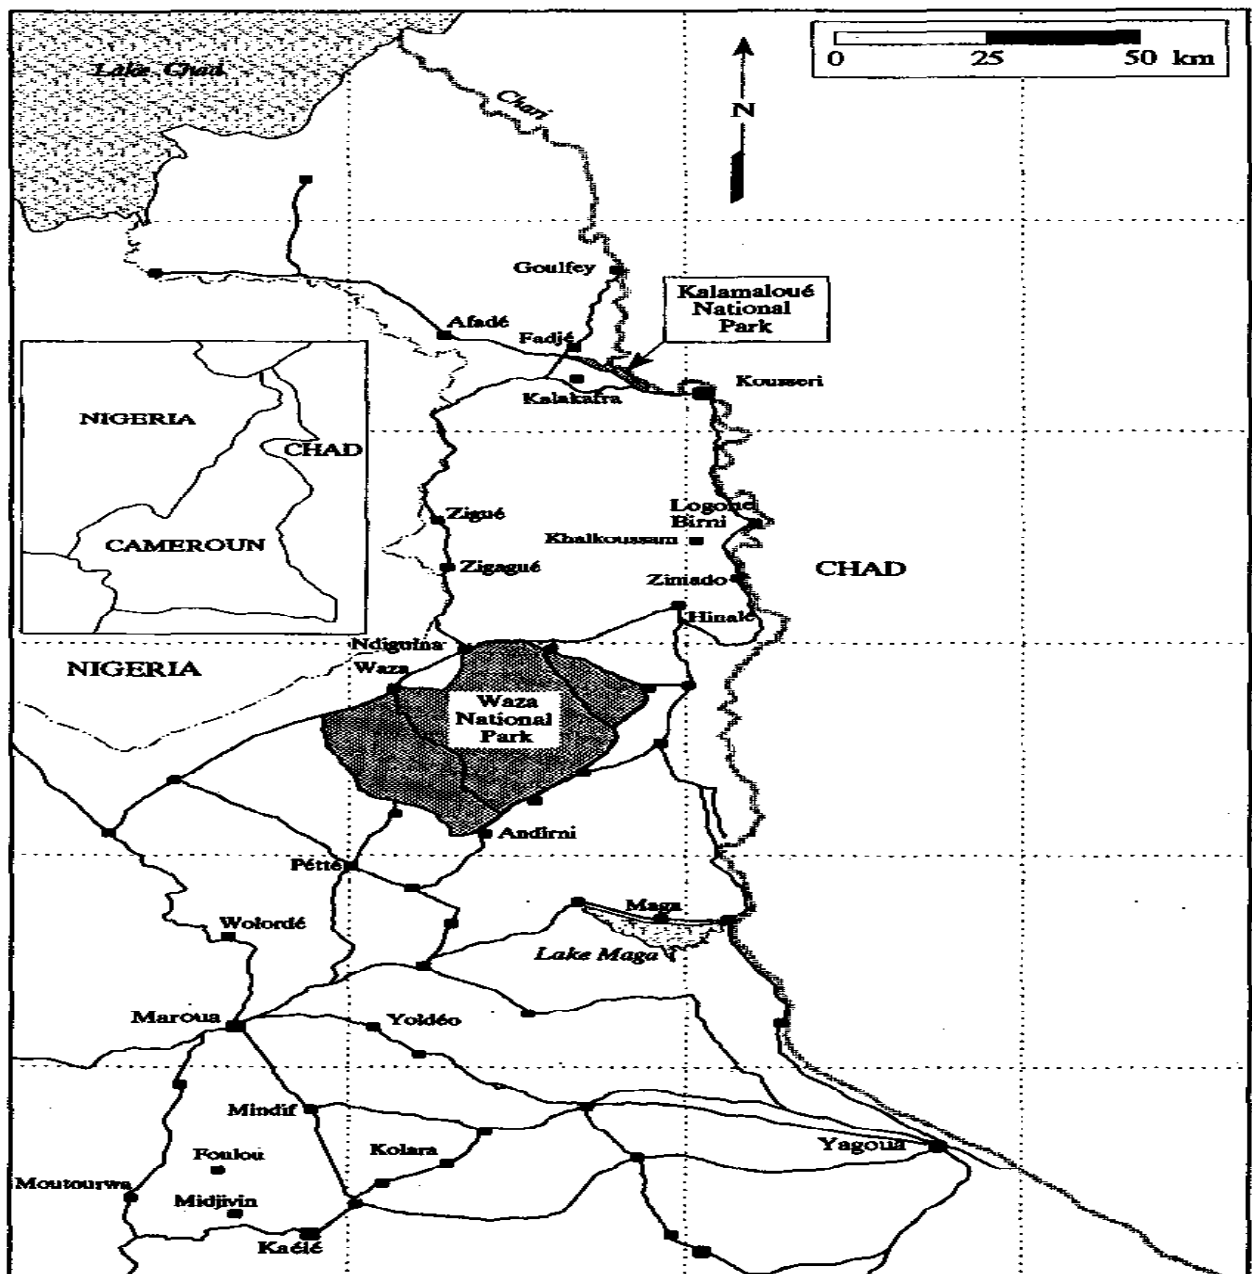 Lake Chad
0 25 50 km
Chari
N
Goulfey
Kalamaloué
National
Park
Afadé
Fadjé
Kousseri
Kalakafra
NIGERIA
CHAD
CAMEROUN
Zigué
Logone
Birni
Khalkoussam
Zigagué
CHAD
Ziniado
Hinalé
Ndiguina
NIGERIA
Waza
Waza
National
Park
Andirni
Pétté
Maga
Wolordé
Lake Maga
Maroua
Yoldéo
Mindif
Kolara
Yagoua
Foulou
Moutourwa
Midjivin
Kaélé